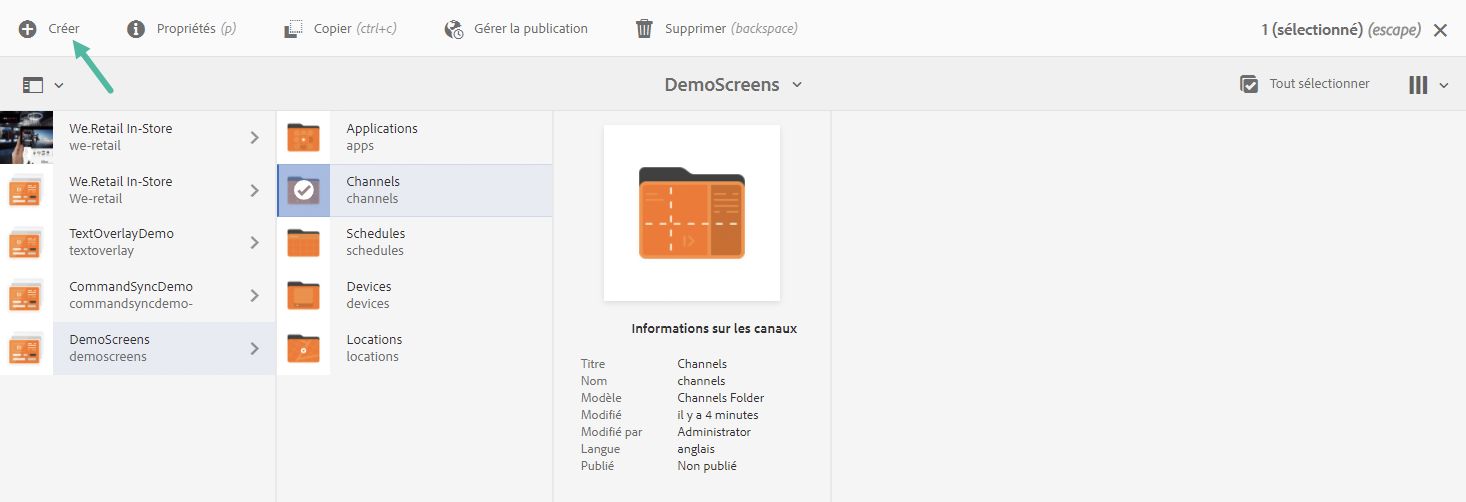 Créer
Propriétés (p)
Copier (ctrl+c)
Gérer la publication
Supprimer (backspace)
1 (sélectionné) (escape)
DemoScreens
Tout sélectionner
We.Retail In-Store
we-retail
We.Retail In-Store
We-retail
TextOverlayDemo
textoverlay
CommandSyncDemo
commandsyncdemo-
DemoScreens
demoscreens
Applications
apps
Channels
channels
Schedules
schedules
Devices
devices
Locations
locations
Informations sur les canaux
Titre Channels
Nom channels
Modèle Channels Folder
Modifié il y a 4 minutes
Modifié par Administrator
Langue anglais
Publié Non publié